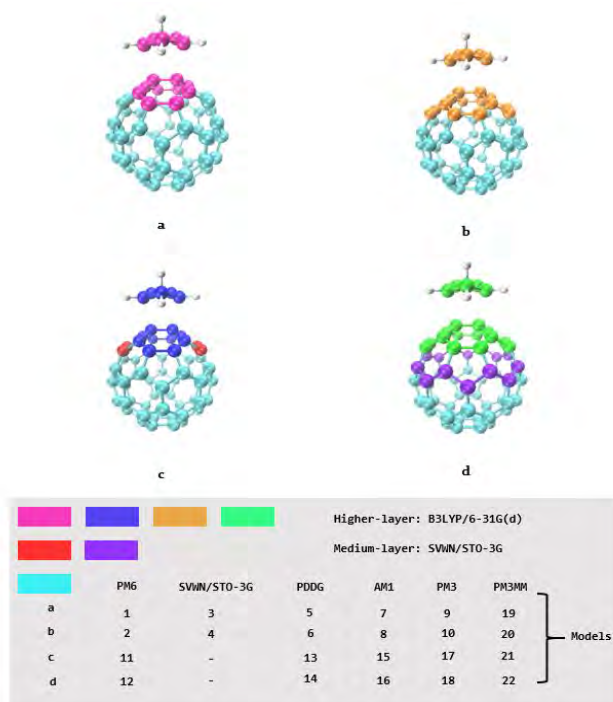 a
b
c
d
Higher-layer: B3LYP/6-31G(d)
Medium-layer: SVWN/STO-3G
PM6 SVWN/STO-3G PDDG AM1 PM3 PM3MM
a 1 3 5 7 9 19
b 2 4 6 8 10 20
Models
c 11 - 13 15 17 21
d 12 - 14 16 18 22